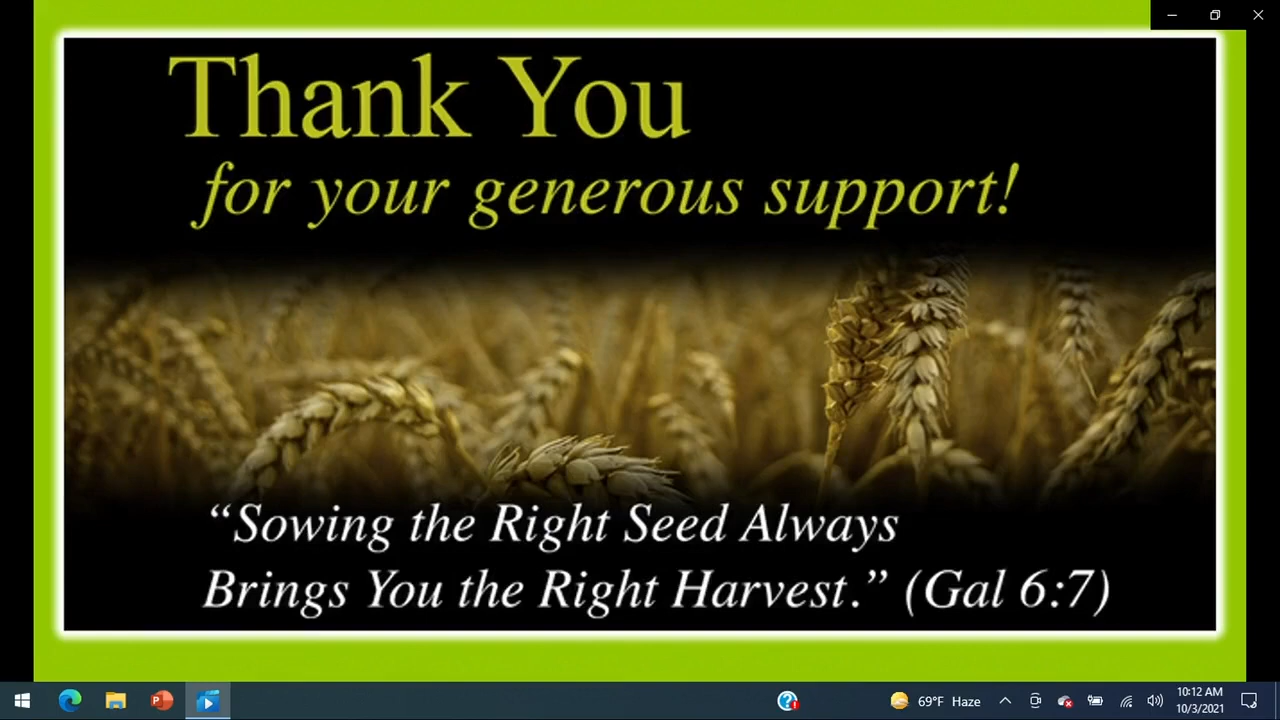 Thank You
for your generous support!
“Sowing the Right Seed Always
Brings You the Right Harvest.” (Gal 6:7)
69°F Haze
10:12 AM
10/3/2021